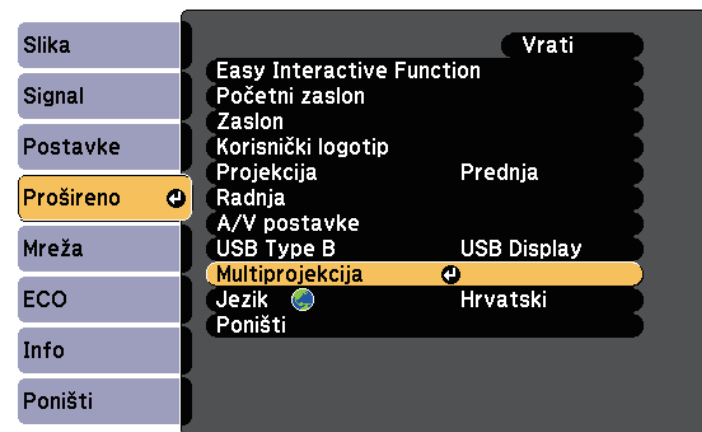 Slika
Signal
Postavke
Prošireno
Mreža
ECO
Info
Poništi
Vrati
Easy Interactive Function
Početni zaslon
Zaslon
Korisnički logotip
Projekcija Prednja
Radnja
A/V postavke
USB Type B USB Display
Multiprojekcija
Jezik Hrvatski
Poništi